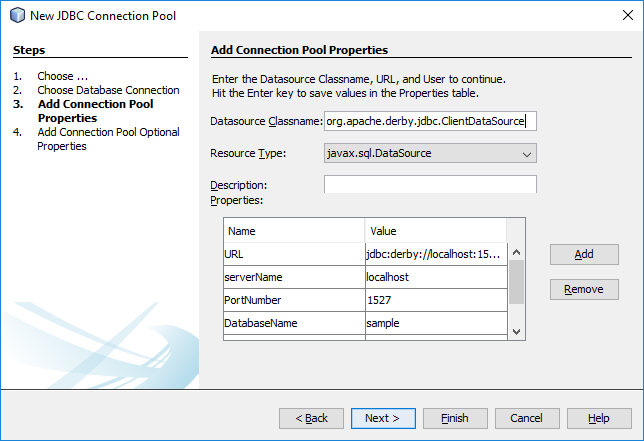 New JDBC Connection Pool
Steps
1. Choose ...
2. Choose Database Connection
3. Add Connection Pool
Properties
4. Add Connection Pool Optional
Properties
Add Connection Pool Properties
Enter the Datasource Classname, URL, and User to continue.
Hit the Enter key to save values in the Properties table.
Datasource Classname: org.apache.derby.jdbc.ClientDataSource
Resource Type: javax.sql.DataSource
Description:
Properties:
Name Value
URL jdbc:derby://localhost:15...
serverName localhost
PortNumber 1527
DatabaseName sample
Add
Remove
< Back Next > Finish Cancel Help